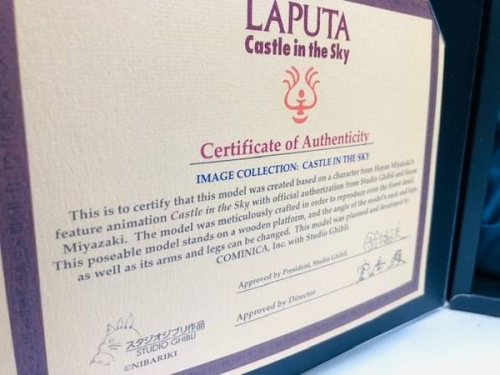 LAPUTA
Castle in the Sky
Certificate of Authenticity
IMAGE COLLECTION: CASTLE IN THE SKY
This is to certify that this model was created based on a character from Hayao Miyazaki's
feature animation Castle in the Sky with official authorization from Studio Ghibli and Hayao
Miyazaki. The model was meticulously crafted in order to reproduce even the finest detail.
This poseable model stands on a wooden platform, and the angle of the model's neck and hips,
as well as its arms and legs can be changed. This model was planned and developed by
COMINICA, Inc with Studio Ghibli.
Approved by President, Studio Ghibli
Approved by Director
宮崎 駿
スタジオジブリ作品
STUDIO GHIBLI
©NIBARIKI